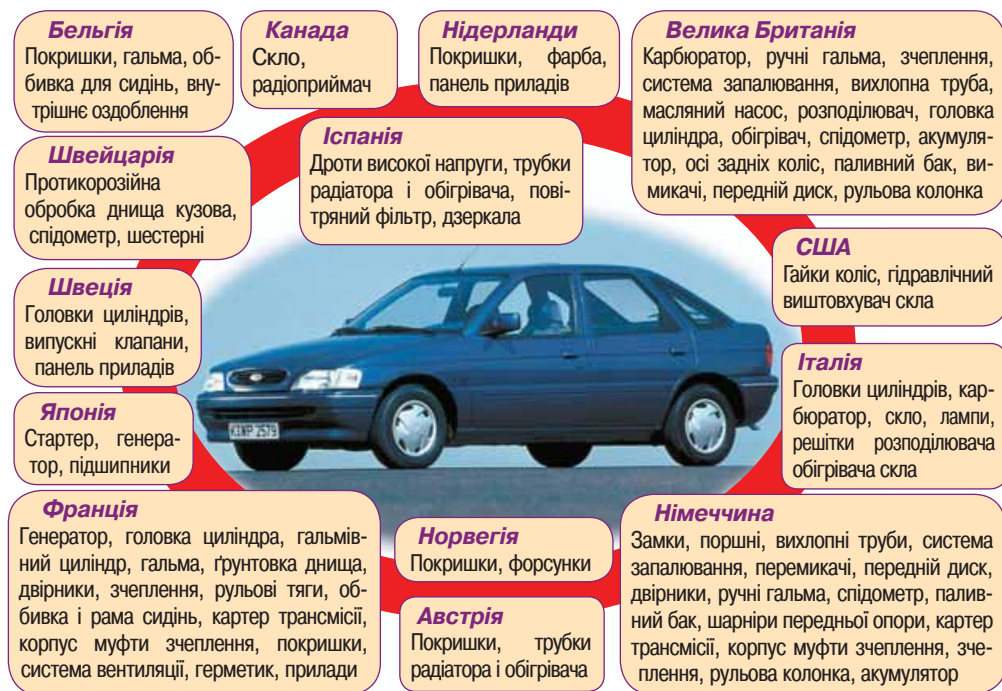 Бельгія
Покришки, гальма, об-
бивка для сидінь, вну-
трішнє оздоблення
Канада
Скло,
радіоприймач
Нідерланди
Покришки, фарба,
панель приладів
Велика Британія
Карбюратор, ручні гальма, зчеплення,
система запалювання, вихлопна труба,
масляний насос, розподілювач, головка
циліндра, обігрівач, спідометр, акумуля-
тор, осі задніх коліс, паливний бак, ви-
микачі, передній диск, рульова колонка
Іспанія
Дроти високої напруги, трубки
радіатора і обігрівача, пові-
тряний фільтр, дзеркала
Швейцарія
Протикорозійна
обробка днища кузова,
спідометр, шестерні
США
Гайки коліс, гідравлічний
виштовхувач скла
Швеція
Головки циліндрів,
випускні клапани,
панель приладів
Італія
Головки циліндрів, кар-
бюратор, скло, лампи,
решітки розподілювача
обігрівача скла
Японія
Стартер, генера-
тор, підшипники
Франція
Генератор, головка циліндра, гальмів-
ний циліндр, гальма, ґрунтовка днища,
двірники, зчеплення, рульові тяги, об-
бивка і рама сидінь, картер трансмісії,
корпус муфти зчеплення, покришки,
система вентиляції, герметик, прилади
Норвегія
Покришки, форсунки
Австрія
Покришки, трубки
радіатора і обігрівача
Німеччина
Замки, поршні, вихлопні труби, система
запалювання, перемикачі, передній диск,
двірники, ручні гальма, спідометр, палив-
ний бак, шарніри передньої опори, картер
трансмісії, корпус муфти зчеплення, зче-
плення, рульова колонка, акумулятор